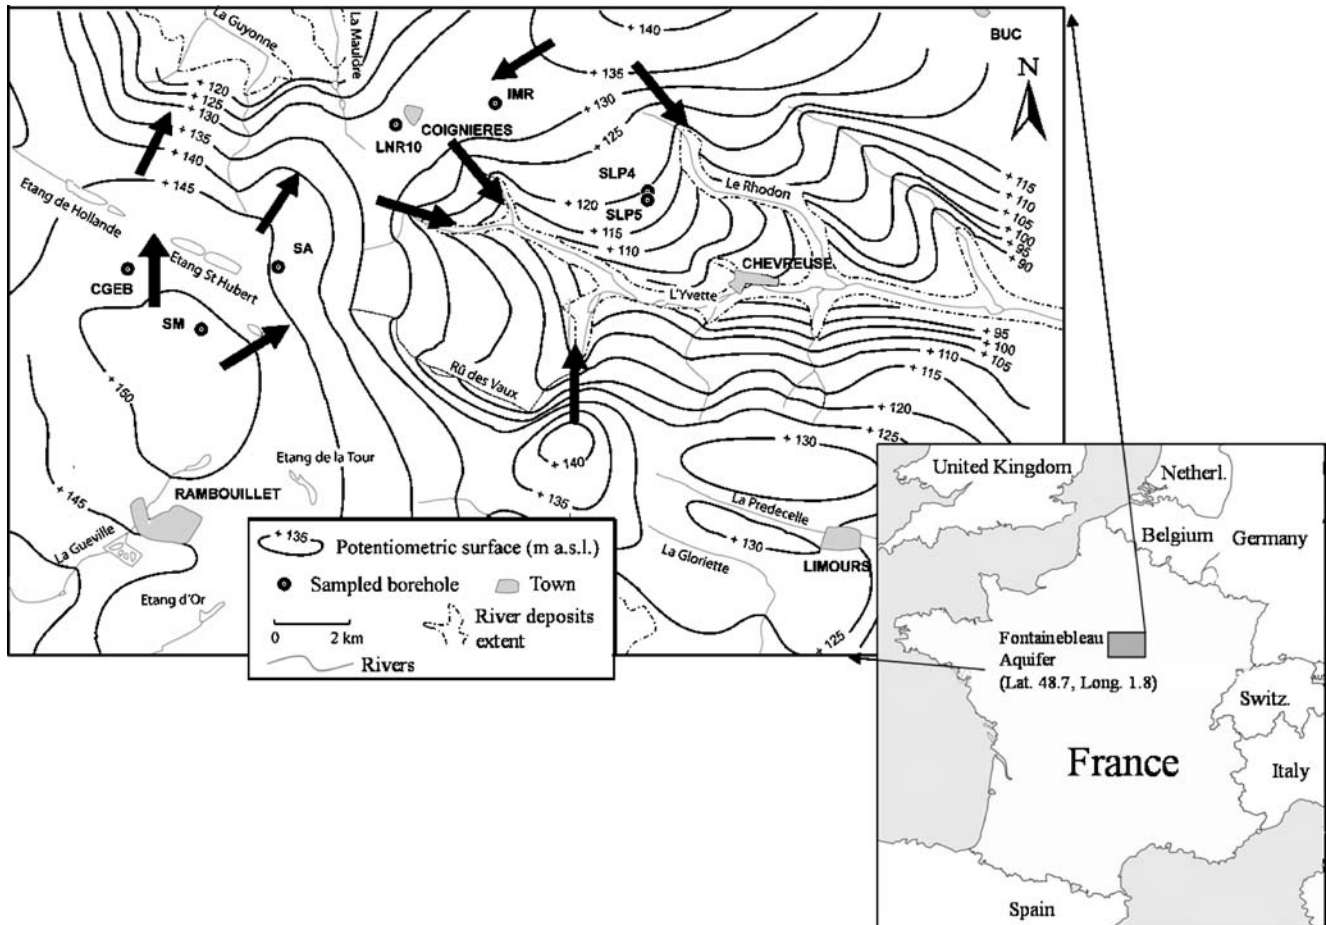 La Guyonne
La Mauldre
+ 140
BUC
N
+ 135
+ 130
+ 125
+ 120
+ 125
+ 130
+ 135
+ 140
+ 145
IMR
COIGNIERES
LNR10
SLP4
SLP5
+ 120
+ 115
+ 110
Le Rhodon
+ 115
+ 110
+ 105
+ 100
+ 95
+ 90
Etang de Hollande
Etang St Hubert
SA
CGEB
SM
CHEVREUSE
L'Yvette
+ 95
+ 100
+ 105
+ 110
+ 115
+ 120
+ 125
+150
Rû des Vaux
+ 130
+ 140
+ 135
Etang de la Tour
+ 145
RAMBOUILLET
La Gueville
Etang d'Or
La Predecelle
+ 130
La Gloriette
LIMOURS
+ 125
+ 135
Potentiometric surface (m a.s.l.)
Sampled borehole
Town
0 2 km
River deposits
extent
Rivers
United Kingdom
Netherl.
Belgium
Germany
Fontainebleau
Aquifer
(Lat. 48.7, Long. 1.8)
Switz.
France
Italy
Spain